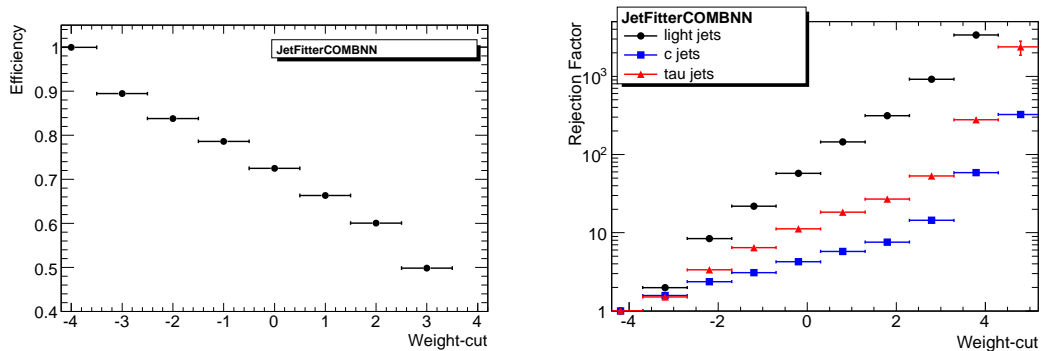 Efficiency
1
0.9
0.8
0.7
0.6
0.5
0.4
JetFitterCOMBNN
-4 -3 -2 -1 0 1 2 3 4
Weight-cut
Rejection Factor
10³
10²
10
1
JetFitterCOMBNN
light jets
c jets
tau jets
-4 -2 0 2 4
Weight-cut